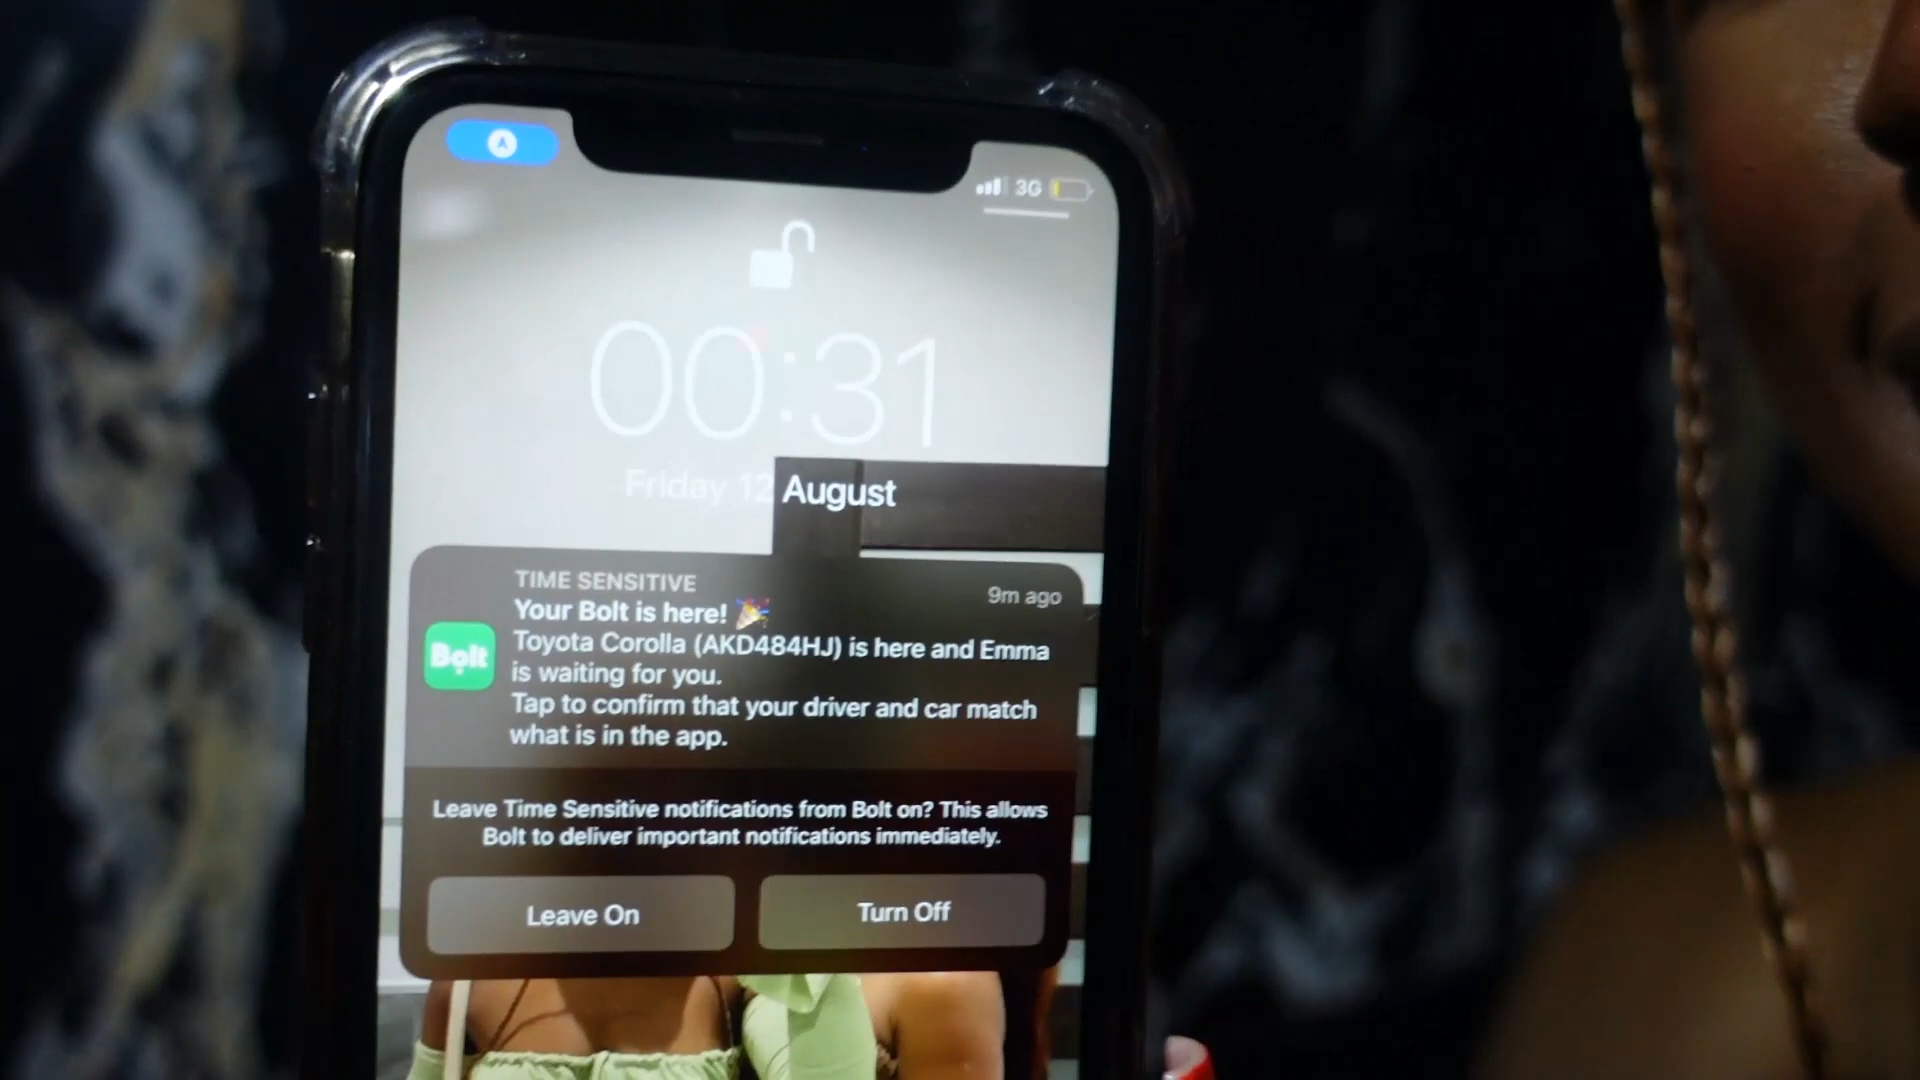 3G
00:31
Friday 12 August
TIME SENSITIVE
9m ago
Your Bolt is here! 🎉
Toyota Corolla (AKD484HJ) is here and Emma
is waiting for you.
Tap to confirm that your driver and car match
what is in the app.
Bolt
Leave Time Sensitive notifications from Bolt on? This allows
Bolt to deliver important notifications immediately.
Leave On
Turn Off